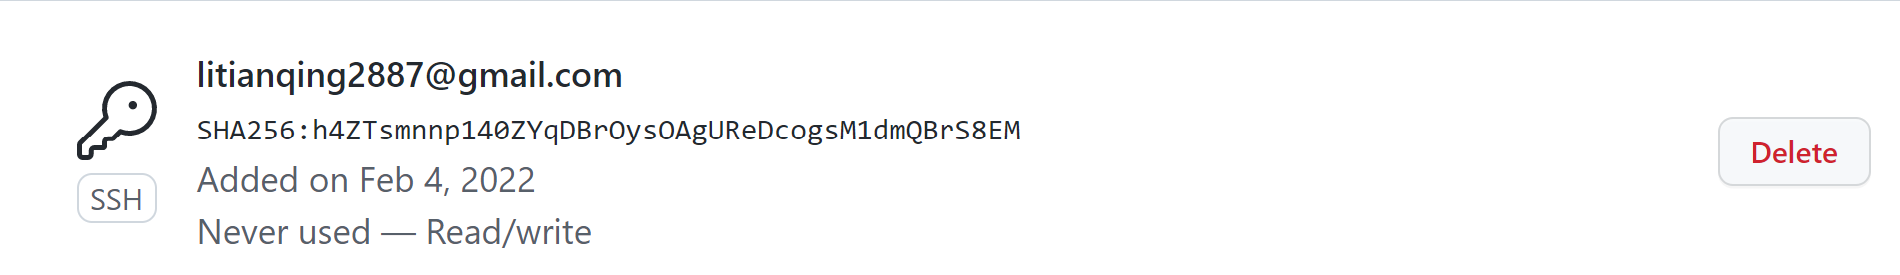 litianqing2887@gmail.com
SHA256:h4ZTsmnnp140ZYqDBrOysOAgUReDcogsM1dmQBrS8EM
Added on Feb 4, 2022
SSH
Never used — Read/write
Delete